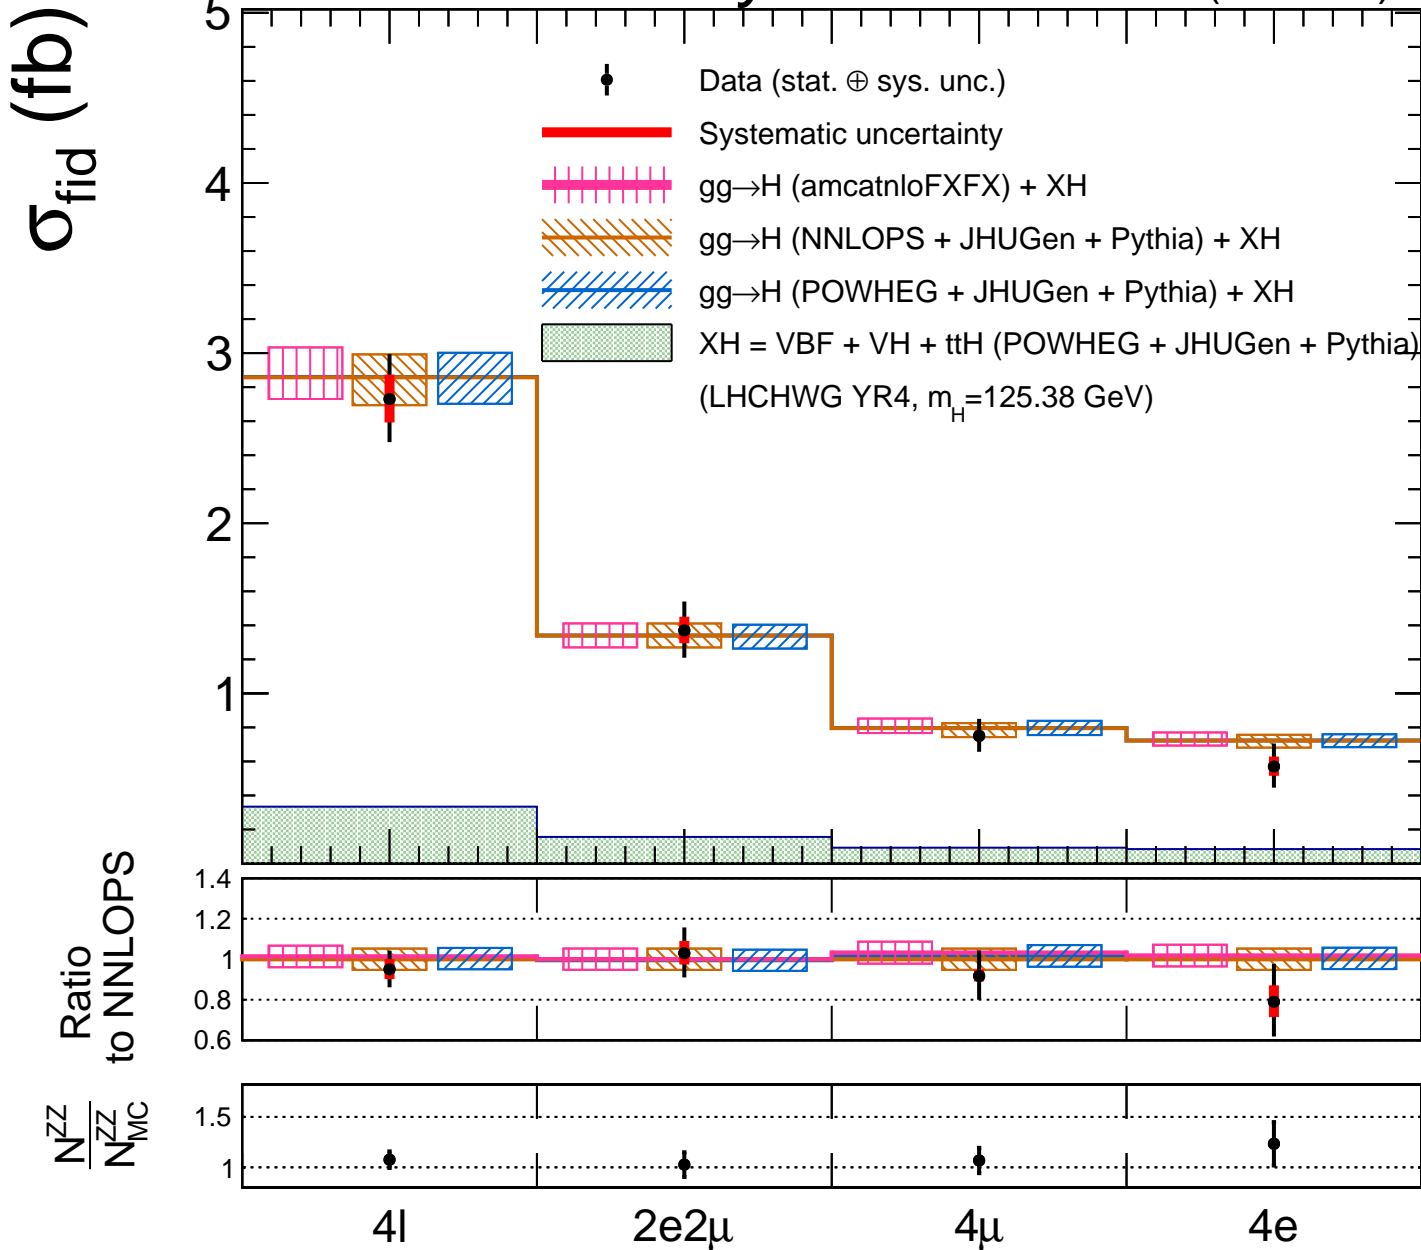 σfid (fb)
5
4
3
2
1
Data (stat. ⊕ sys. unc.)
Systematic uncertainty
gg→H (amcatnloFXFX) + XH
gg→H (NNLOPS + JHUGen + Pythia) + XH
gg→H (POWHEG + JHUGen + Pythia) + XH
XH = VBF + VH + ttH (POWHEG + JHUGen + Pythia)
(LHCHWG YR4, mH=125.38 GeV)
Ratio
to NNLOPS
1.4
1.2
1
0.8
0.6
N^ZZ
N^ZZ_MC
1.5
1
4l 2e2μ 4μ 4e